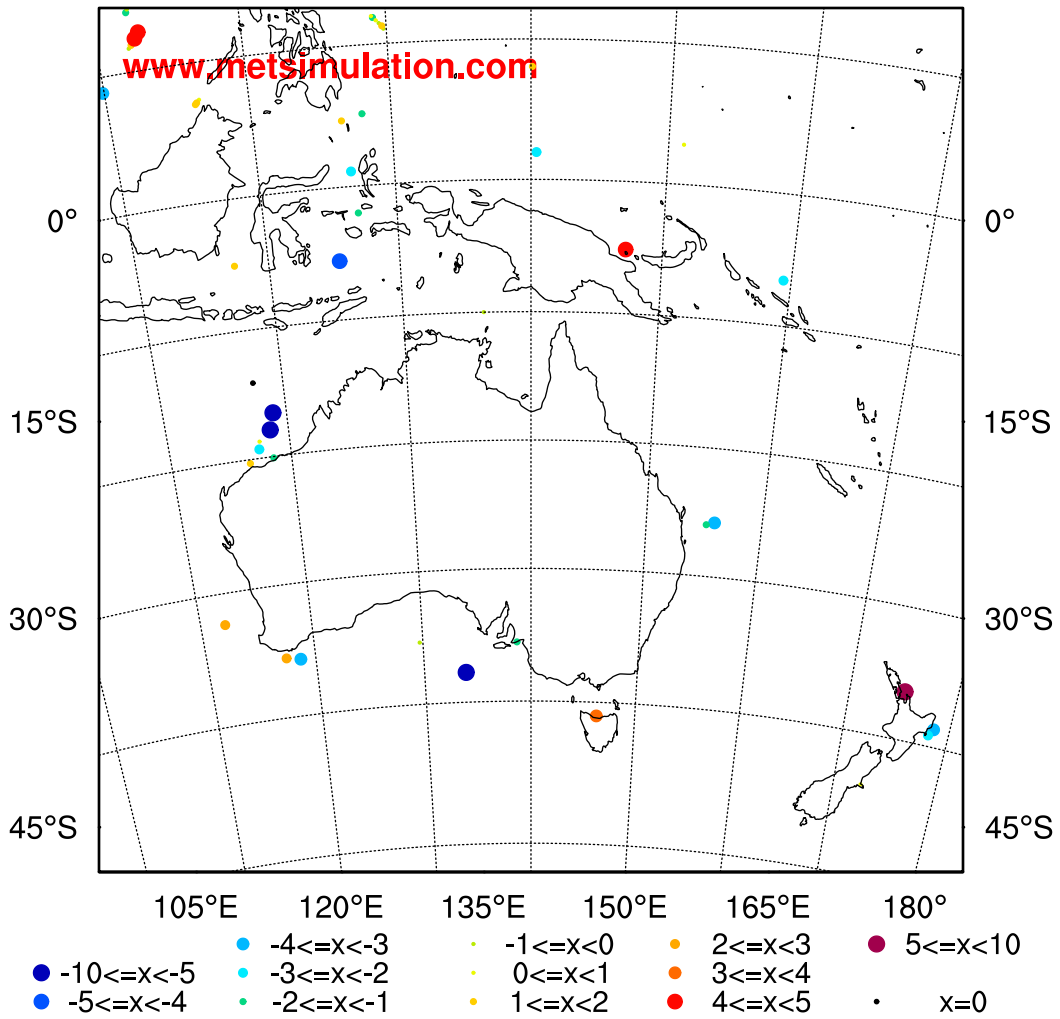 www.metsimulation.com
0° 0°
15°S 15°S
30°S 30°S
45°S 45°S
105°E 120°E 135°E 150°E 165°E 180°
-4<=x<-3 -1<=x<0 2<=x<3 5<=x<10
-10<=x<-5 -3<=x<-2 0<=x<1 3<=x<4
-5<=x<-4 -2<=x<-1 1<=x<2 4<=x<5 x=0